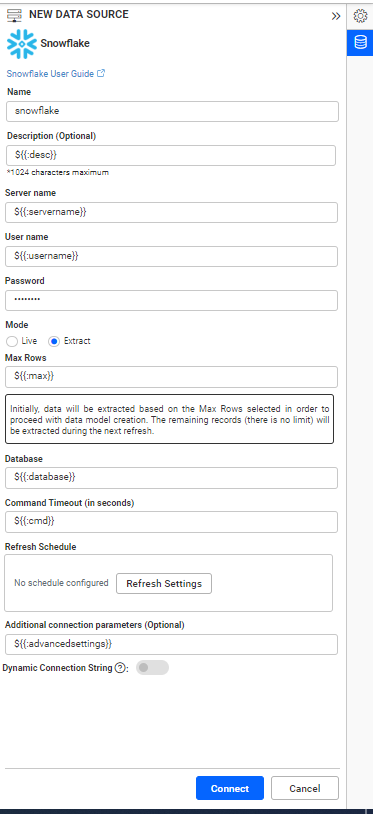 NEW DATA SOURCE
Snowflake
Snowflake User Guide
Name
snowflake
Description (Optional)
${{:desc}}
*1024 characters maximum
Server name
${{:servername}}
User name
${{:username}}
Password
••••••••
Mode
Live Extract
Max Rows
${{:max}}
Initially, data will be extracted based on the Max Rows selected in order to
proceed with data model creation. The remaining records (there is no limit) will
be extracted during the next refresh.
Database
${{:database}}
Command Timeout (in seconds)
${{:cmd}}
Refresh Schedule
No schedule configured Refresh Settings
Additional connection parameters (Optional)
${{:advancedsettings}}
Dynamic Connection String ? :
Connect Cancel